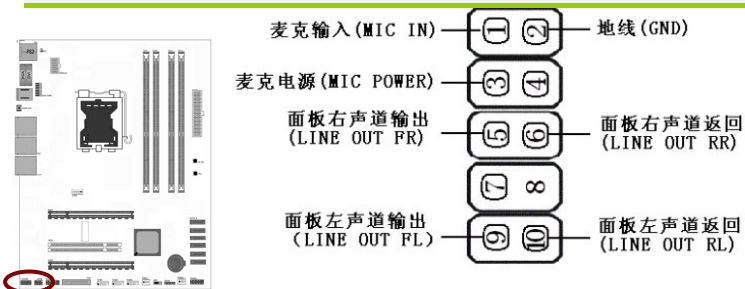 麦克输入(MIC IN)
1 2
地线(GND)
麦克电源(MIC POWER)
3 4
面板右声道输出
(LINE OUT FR)
5 6
面板右声道返回
(LINE OUT RR)
7 8
面板左声道输出
(LINE OUT FL)
9 10
面板左声道返回
(LINE OUT RL)